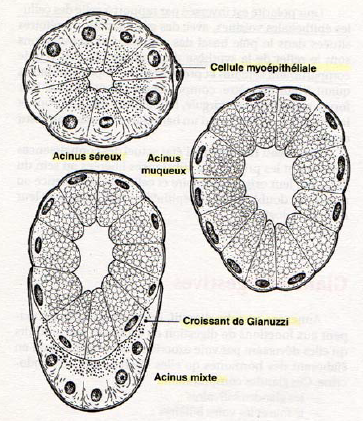 Cellule myoépithéliale
Acinus séreux
Acinus
muqueux
Croissant de Gianuzzi
Acinus mixte